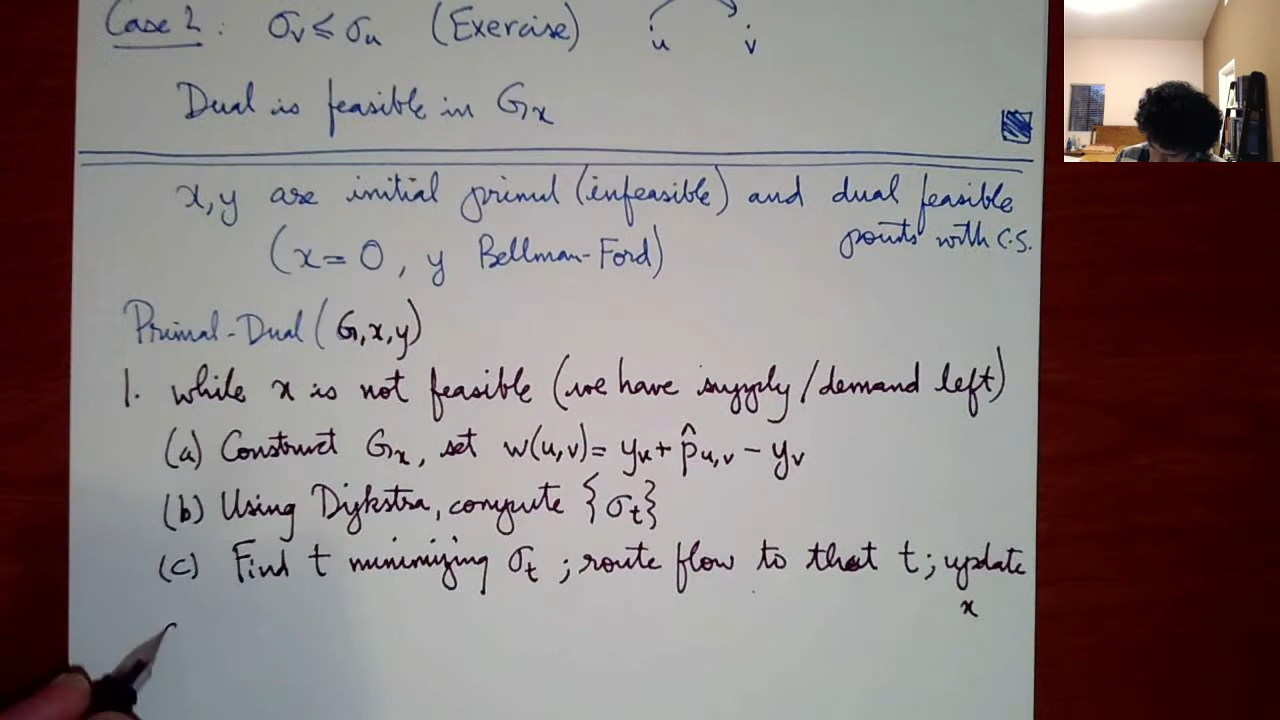 Case 2: σv ≤ σu (Exercise) u v
Dual is feasible in Gx
x,y are initial primal (infeasible) and dual feasible
points with C.S.
(x = 0, y Bellman-Ford)
Primal-Dual (G,x,y)
1. while x is not feasible (we have supply/demand left)
(a) Construct Gx, set w(u,v) = yu + p̂u,v - yv
(b) Using Dijkstra, compute {σt}
(c) Find t minimizing σt ; route flow to that t; update
x